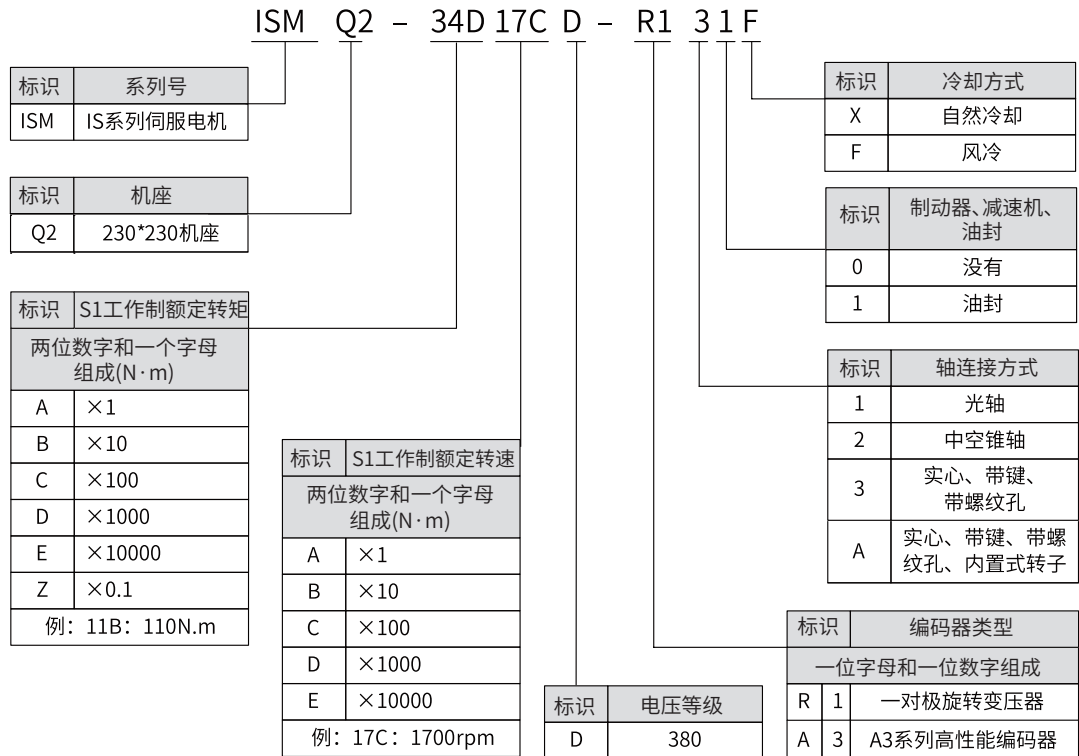 ISM Q2 – 34D 17C D – R1 3 1 F
标识 系列号
ISM IS系列伺服电机
标识 机座
Q2 230*230机座
标识 S1工作制额定转矩
两位数字和一个字母
组成(N·m)
A ×1
B ×10
C ×100
D ×1000
E ×10000
Z ×0.1
例：11B：110N.m
标识 S1工作制额定转速
两位数字和一个字母
组成(N·m)
A ×1
B ×10
C ×100
D ×1000
E ×10000
例：17C：1700rpm
标识 电压等级
D 380
标识 冷却方式
X 自然冷却
F 风冷
标识 制动器、减速机、
油封
0 没有
1 油封
标识 轴连接方式
1 光轴
2 中空锥轴
3 实心、带键、
带螺纹孔
A 实心、带键、带螺
纹孔、内置式转子
标识 编码器类型
一位字母和一位数字组成
R 1 一对极旋转变压器
A 3 A3系列高性能编码器